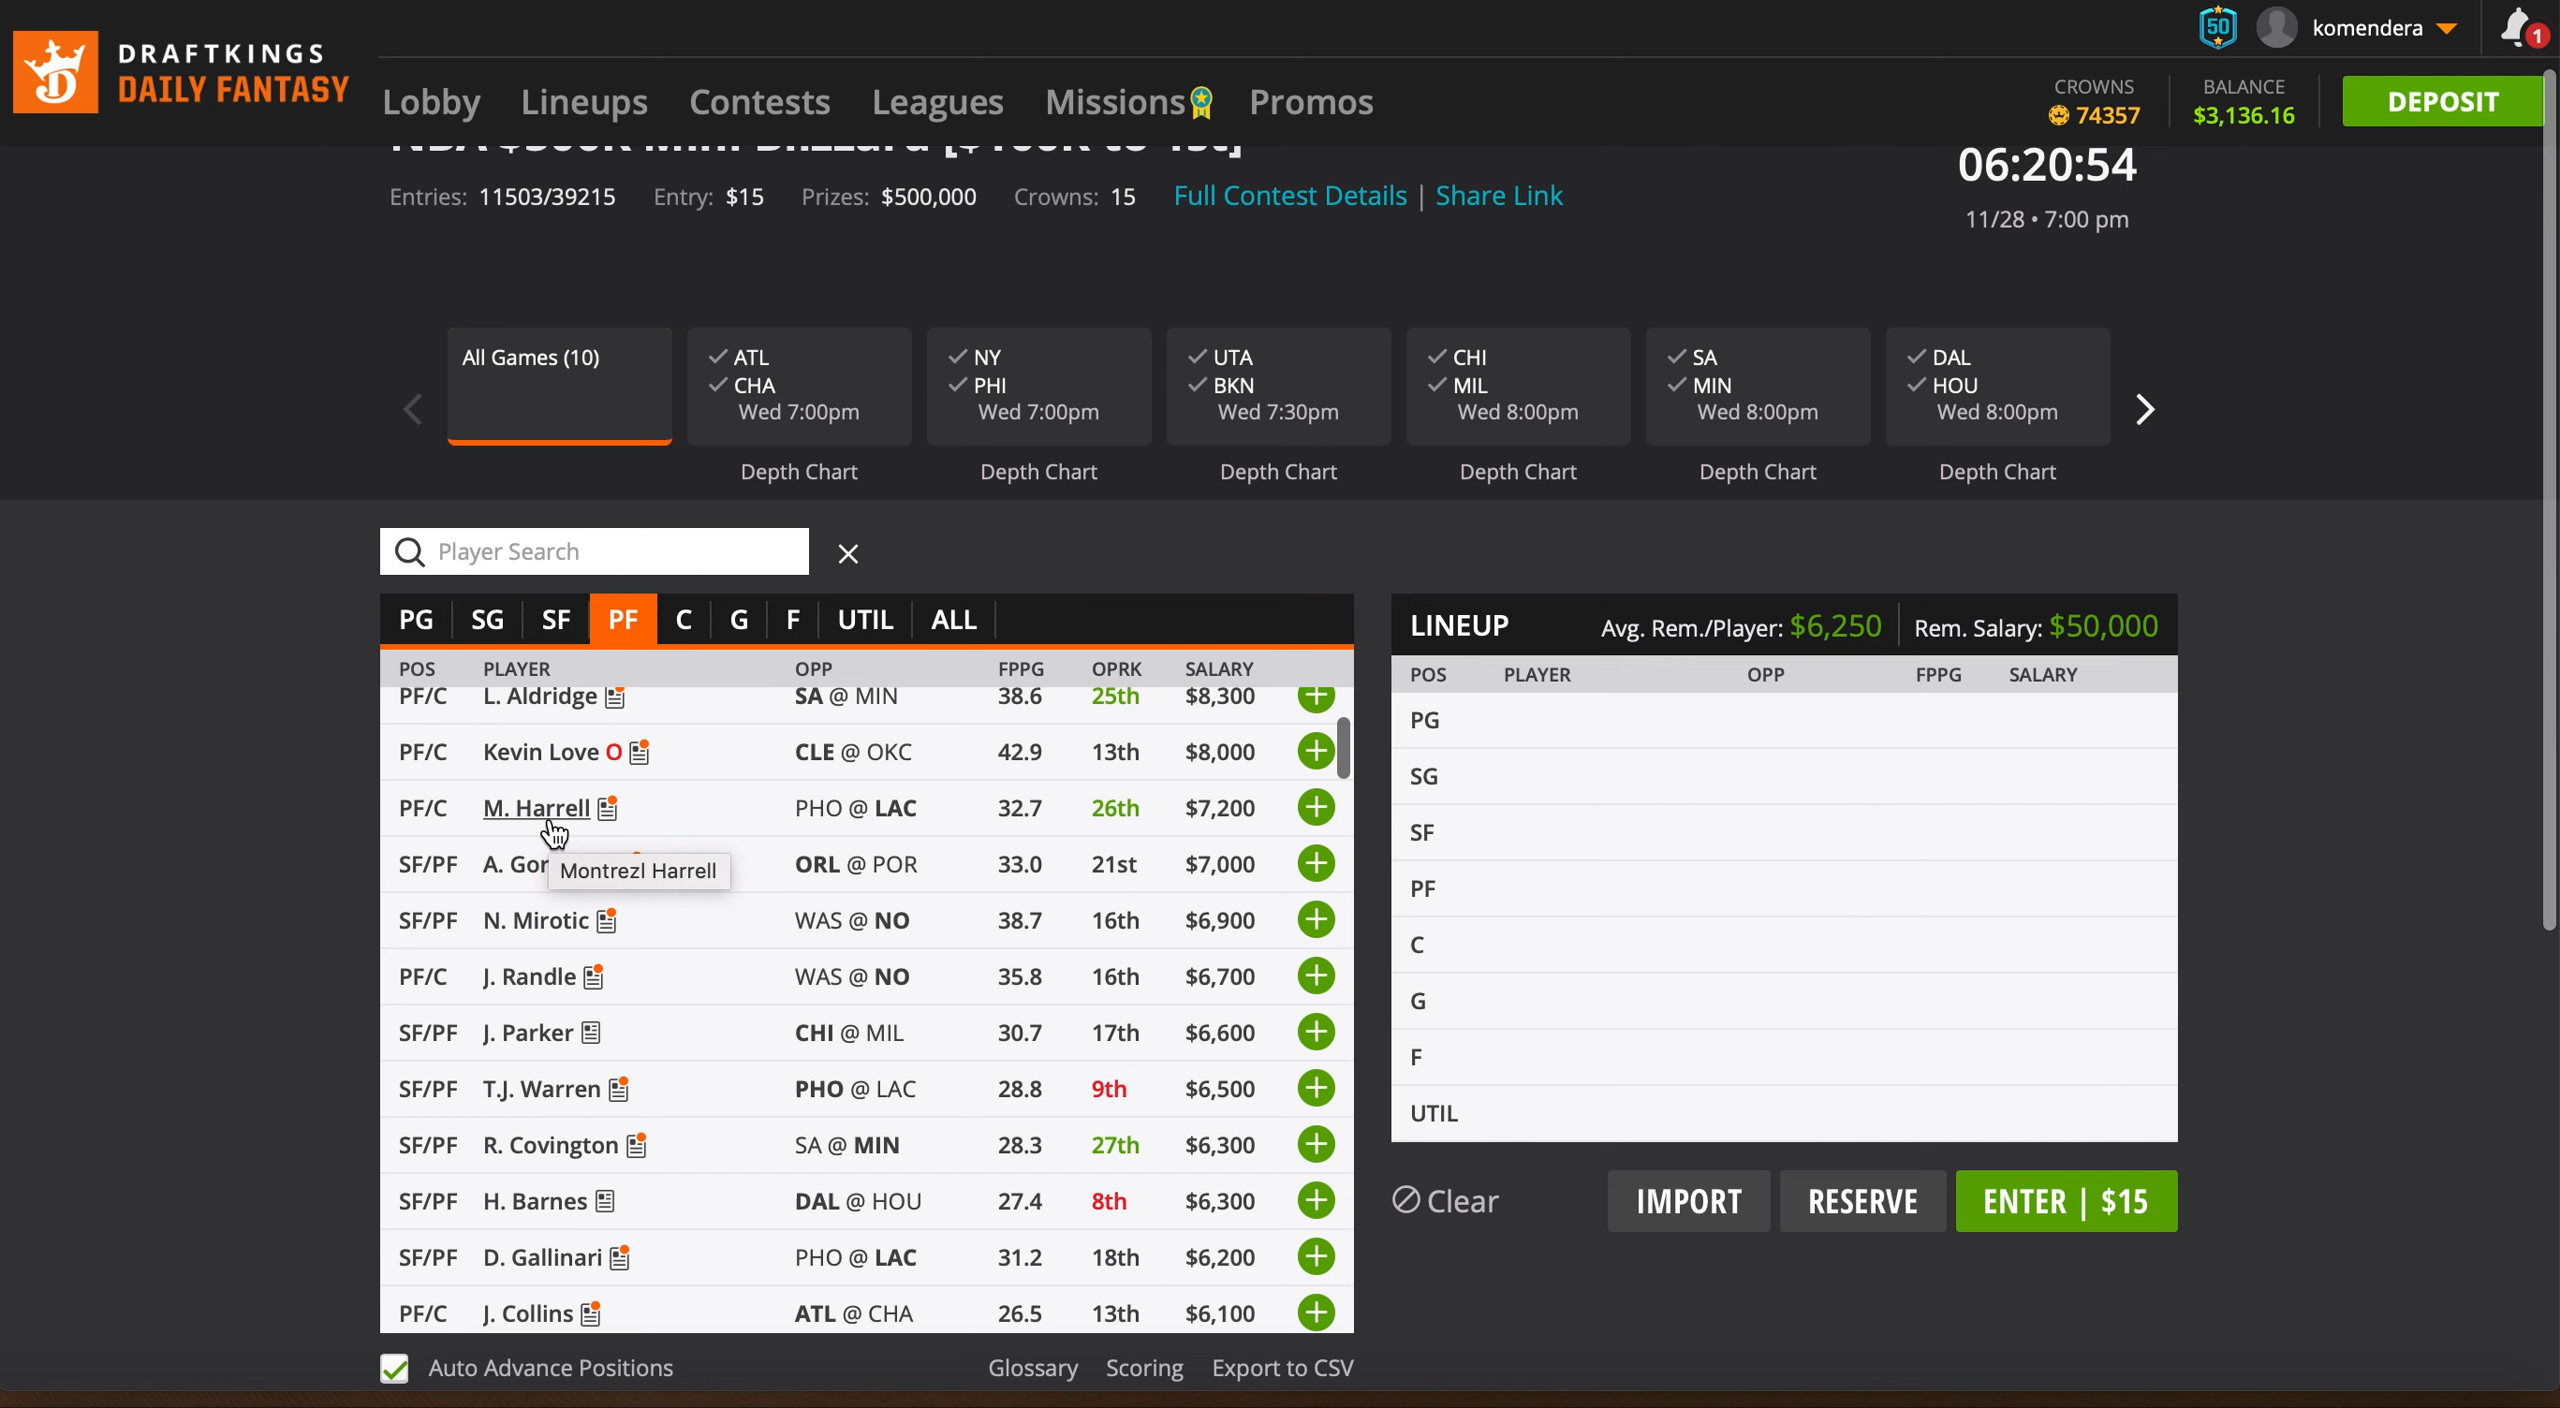 50 komendera 1
DRAFTKINGS
DAILY FANTASY
Lobby Lineups Contests Leagues Missions Promos
CROWNS 74357
BALANCE $3,136.16
DEPOSIT
06:20:54
Entries: 11503/39215 Entry: $15 Prizes: $500,000 Crowns: 15 Full Contest Details | Share Link
11/28 • 7:00 pm
All Games (10)
ATL
CHA
Wed 7:00pm
Depth Chart
NY
PHI
Wed 7:00pm
Depth Chart
UTA
BKN
Wed 7:30pm
Depth Chart
CHI
MIL
Wed 8:00pm
Depth Chart
SA
MIN
Wed 8:00pm
Depth Chart
DAL
HOU
Wed 8:00pm
Depth Chart
Player Search
PG SG SF PF C G F UTIL ALL
POS PLAYER OPP FPPG OPRK SALARY
PF/C L. Aldridge SA @ MIN 38.6 25th $8,300
PF/C Kevin Love O CLE @ OKC 42.9 13th $8,000
PF/C M. Harrell PHO @ LAC 32.7 26th $7,200
SF/PF A. Gor ORL @ POR 33.0 21st $7,000
Montrezl Harrell
SF/PF N. Mirotic WAS @ NO 38.7 16th $6,900
PF/C J. Randle WAS @ NO 35.8 16th $6,700
SF/PF J. Parker CHI @ MIL 30.7 17th $6,600
SF/PF T.J. Warren PHO @ LAC 28.8 9th $6,500
SF/PF R. Covington SA @ MIN 28.3 27th $6,300
SF/PF H. Barnes DAL @ HOU 27.4 8th $6,300
SF/PF D. Gallinari PHO @ LAC 31.2 18th $6,200
PF/C J. Collins ATL @ CHA 26.5 13th $6,100
Auto Advance Positions Glossary Scoring Export to CSV
LINEUP Avg. Rem./Player: $6,250 Rem. Salary: $50,000
POS PLAYER OPP FPPG SALARY
PG
SG
SF
PF
C
G
F
UTIL
Clear IMPORT RESERVE ENTER | $15